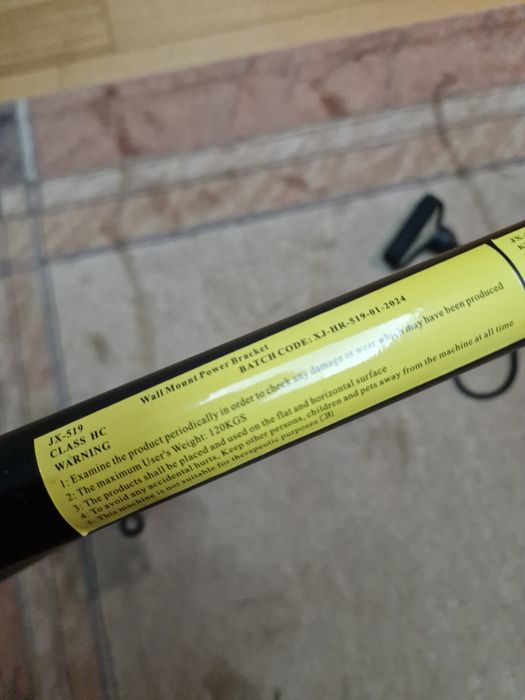 Wall Mount Power Bracket
JX-519 BATCH CODE: XJ-HR-519-01-2024
CLASS HC
WARNING
1: Examine the product periodically in order to check any damage or wear which may have been produced
2: The maximum User's Weight: 120KGS
3: The products shall be placed and used on the flat and horizontal surface
4: To avoid any accidental hurts, Keep other persons, children and pets away from the machine at all time
5: This machine is not suitable for therapeutic purposes
JX-